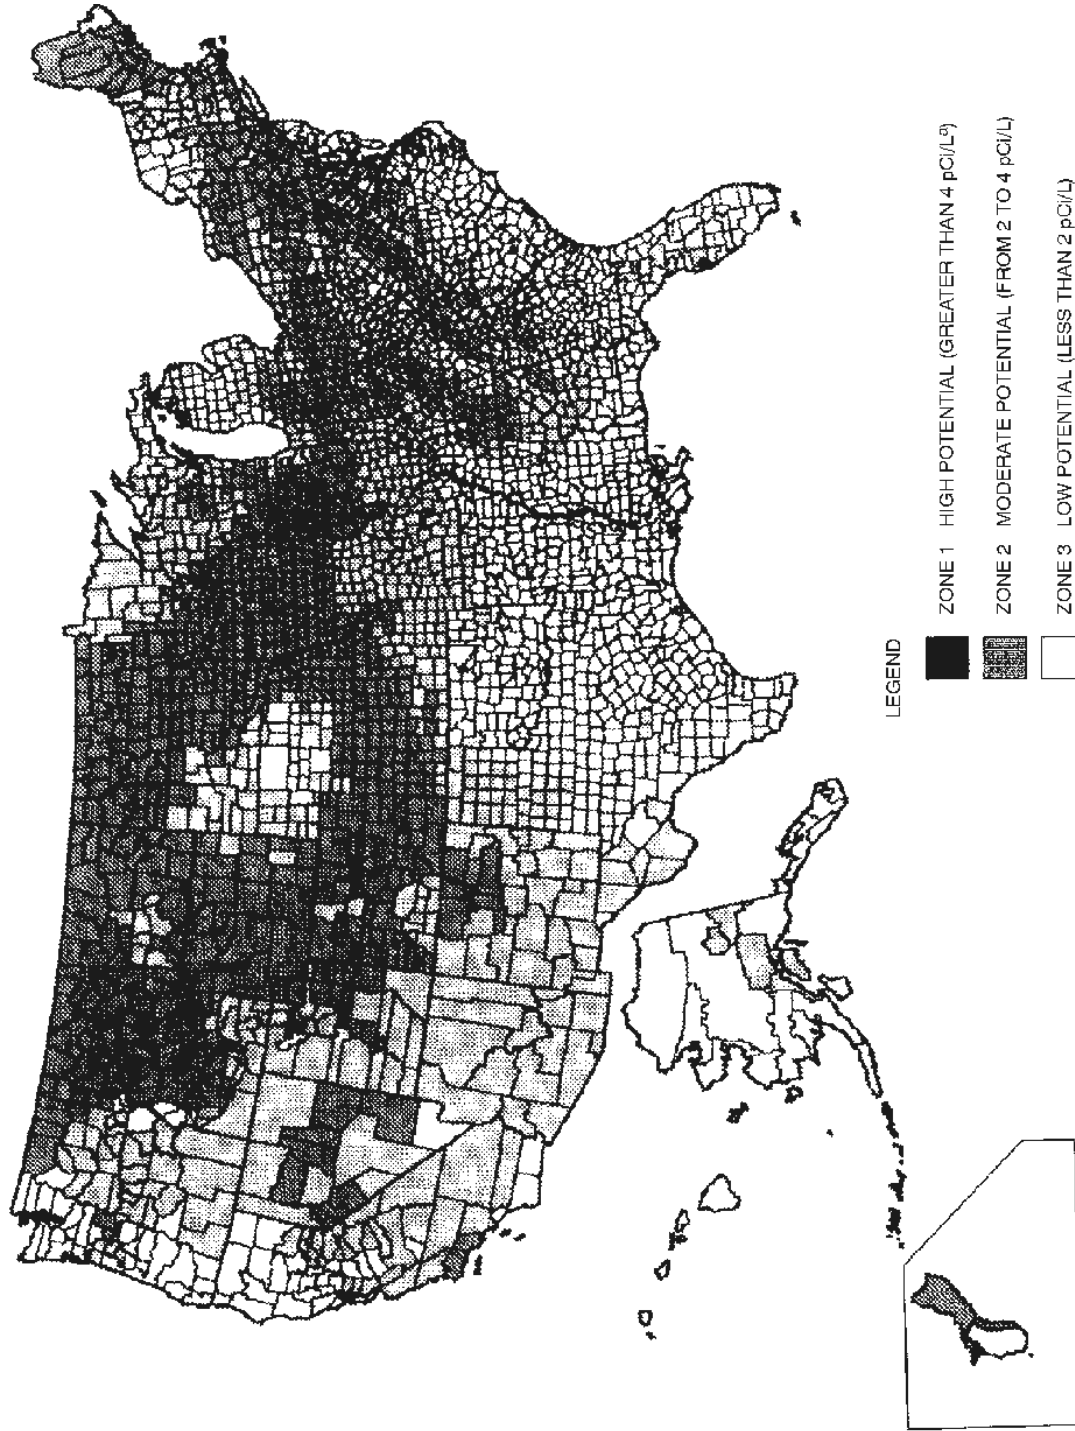 LEGEND
ZONE 1 HIGH POTENTIAL (GREATER THAN 4 pCi/Lª)
ZONE 2 MODERATE POTENTIAL (FROM 2 TO 4 pCi/L)
ZONE 3 LOW POTENTIAL (LESS THAN 2 pCi/L)